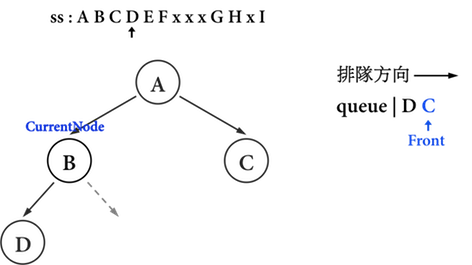 ss : A B C D E F x x x G H x I
A
排隊方向
queue | D C
Front
CurrentNode
B
C
D